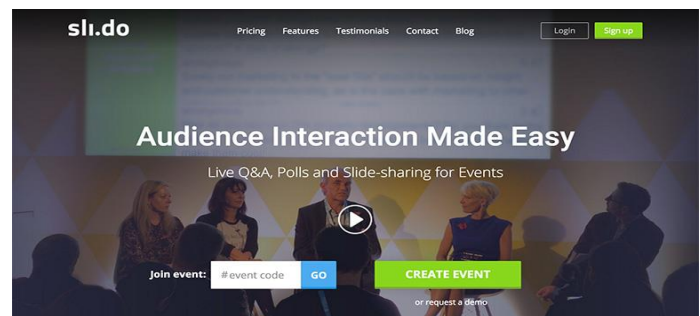 slı.do
Pricing Features Testimonials Contact Blog Login Sign up
Audience Interaction Made Easy
Live Q&A, Polls and Slide-sharing for Events
Join event: #event code GO CREATE EVENT
or request a demo